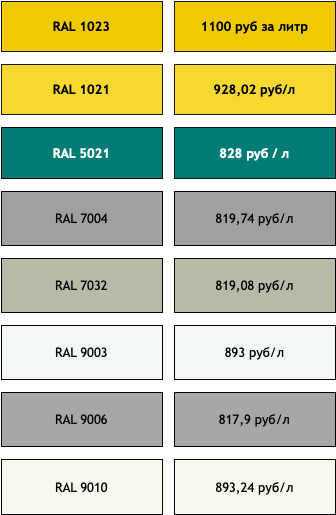 RAL 1023 1100 руб за литр
RAL 1021 928,02 руб/л
RAL 5021 828 руб / л
RAL 7004 819,74 руб/л
RAL 7032 819,08 руб/л
RAL 9003 893 руб/л
RAL 9006 817,9 руб/л
RAL 9010 893,24 руб/л